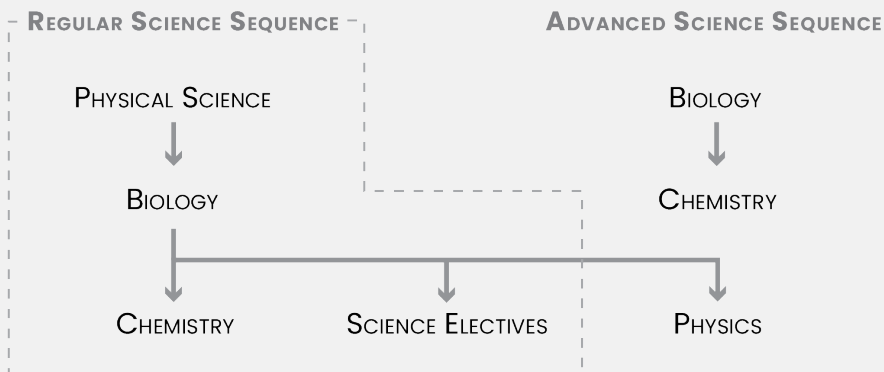 Regular Science Sequence
Advanced Science Sequence
Physical Science
Biology
Biology
Chemistry
Chemistry
Science Electives
Physics